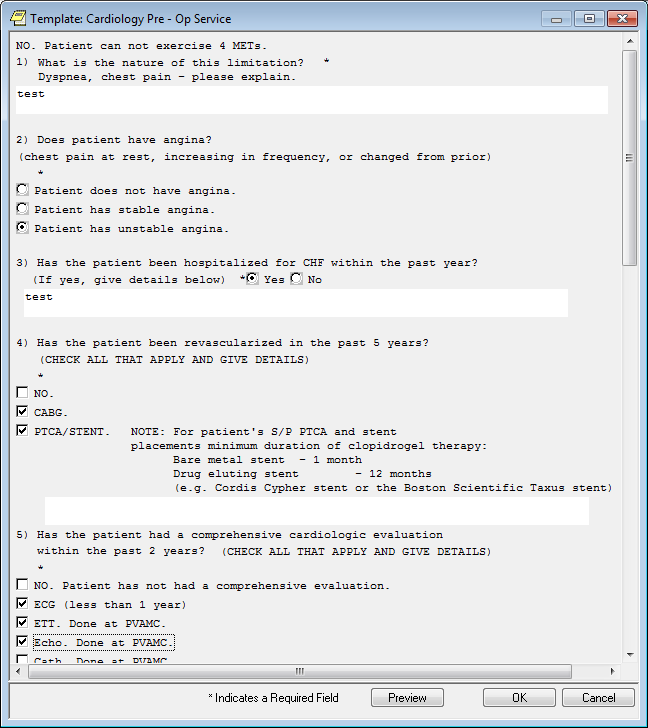 Template: Cardiology Pre - Op Service
NO. Patient can not exercise 4 METs.
1) What is the nature of this limitation? *
Dyspnea, chest pain - please explain.
test
2) Does patient have angina?
(chest pain at rest, increasing in frequency, or changed from prior)
*
Patient does not have angina.
Patient has stable angina.
Patient has unstable angina.
3) Has the patient been hospitalized for CHF within the past year?
(If yes, give details below) * Yes No
test
4) Has the patient been revascularized in the past 5 years?
(CHECK ALL THAT APPLY AND GIVE DETAILS)
*
NO.
CABG.
PTCA/STENT. NOTE: For patient's S/P PTCA and stent
placements minimum duration of clopidrogel therapy:
Bare metal stent - 1 month
Drug eluting stent - 12 months
(e.g. Cordis Cypher stent or the Boston Scientific Taxus stent)
5) Has the patient had a comprehensive cardiologic evaluation
within the past 2 years? (CHECK ALL THAT APPLY AND GIVE DETAILS)
*
NO. Patient has not had a comprehensive evaluation.
ECG (less than 1 year)
ETT. Done at PVAMC.
Echo. Done at PVAMC.
Cath. Done at PVAMC
* Indicates a Required Field Preview OK Cancel